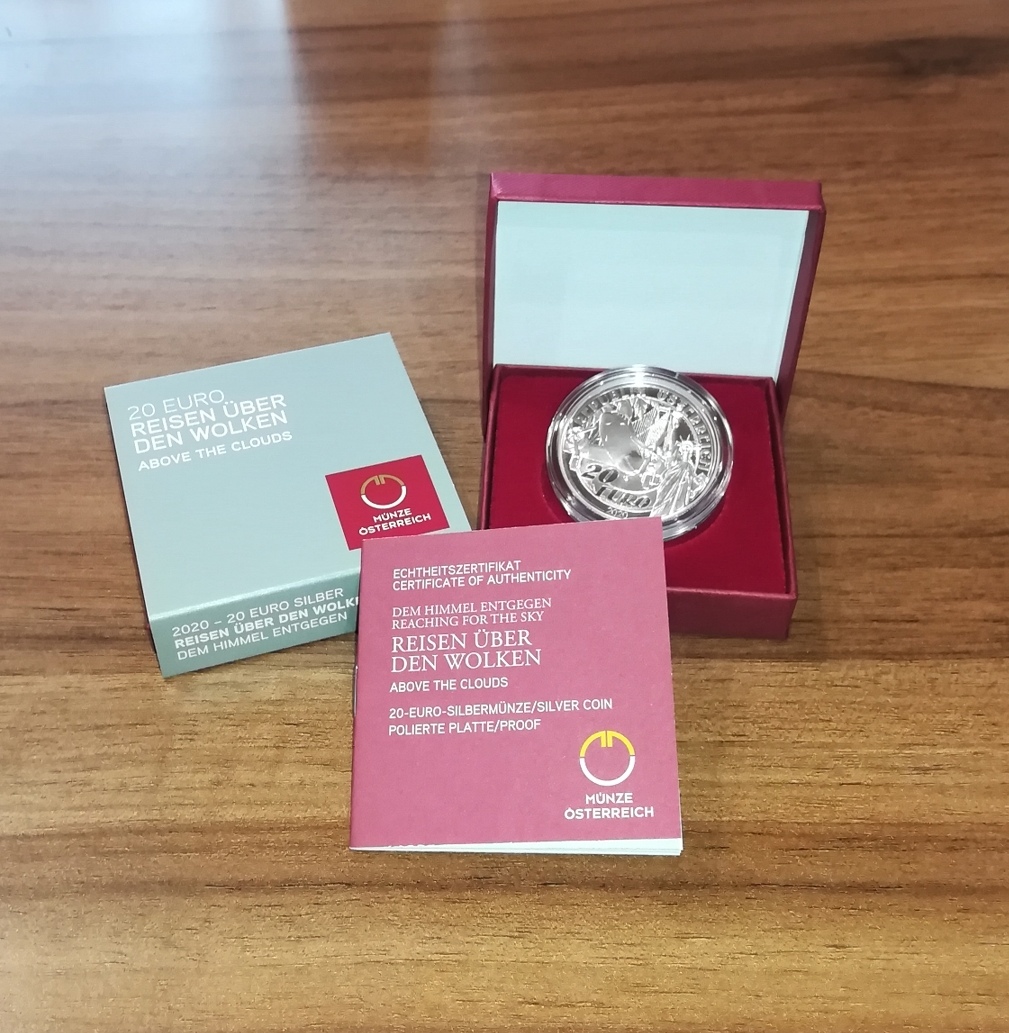 20 EURO
REISEN ÜBER
DEN WOLKEN
ABOVE THE CLOUDS
MÜNZE
ÖSTERREICH
2020 – 20 EURO SILBER
REISEN ÜBER DEN WOLKE
DEM HIMMEL ENTGEGEN
ÖSTERREICH
20
EURO
2020
ECHTHEITSZERTIFIKAT
CERTIFICATE OF AUTHENTICITY
DEM HIMMEL ENTGEGEN
REACHING FOR THE SKY
REISEN ÜBER
DEN WOLKEN
ABOVE THE CLOUDS
20-EURO-SILBERMÜNZE/SILVER COIN
POLIERTE PLATTE/PROOF
MÜNZE
ÖSTERREICH